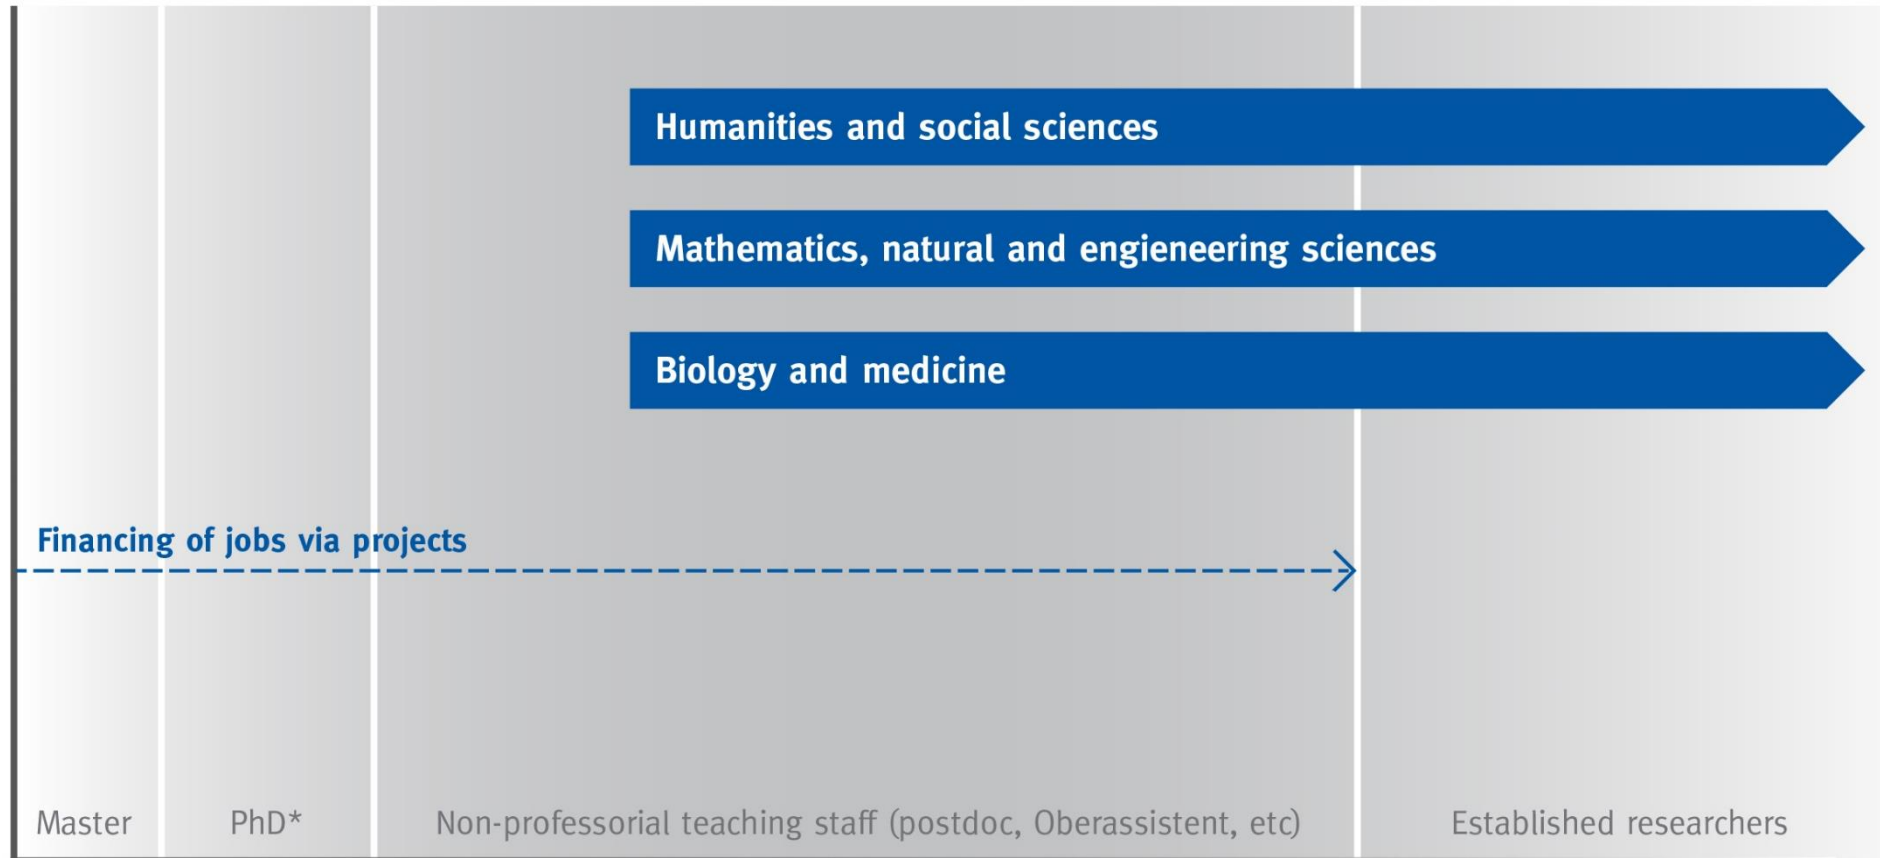 Humanities and social sciences
Mathematics, natural and engieneering sciences
Biology and medicine
Financing of jobs via projects
Master
PhD*
Non-professorial teaching staff (postdoc, Oberassistent, etc)
Established researchers